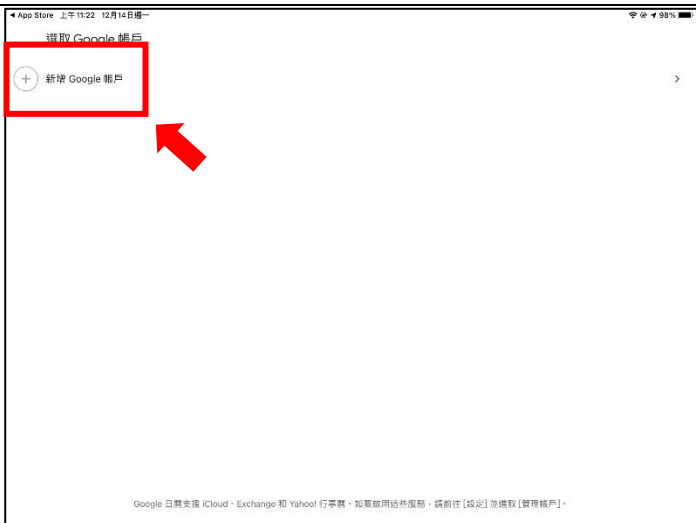 ◀ App Store 上午11:22 12月14日週一 98%
選取 Google 帳戶
新增 Google 帳戶
Google 日曆支援 iCloud、Exchange 和 Yahoo! 行事曆。如要啟用這些服務，請前往 [設定] 並選取 [管理帳戶]。